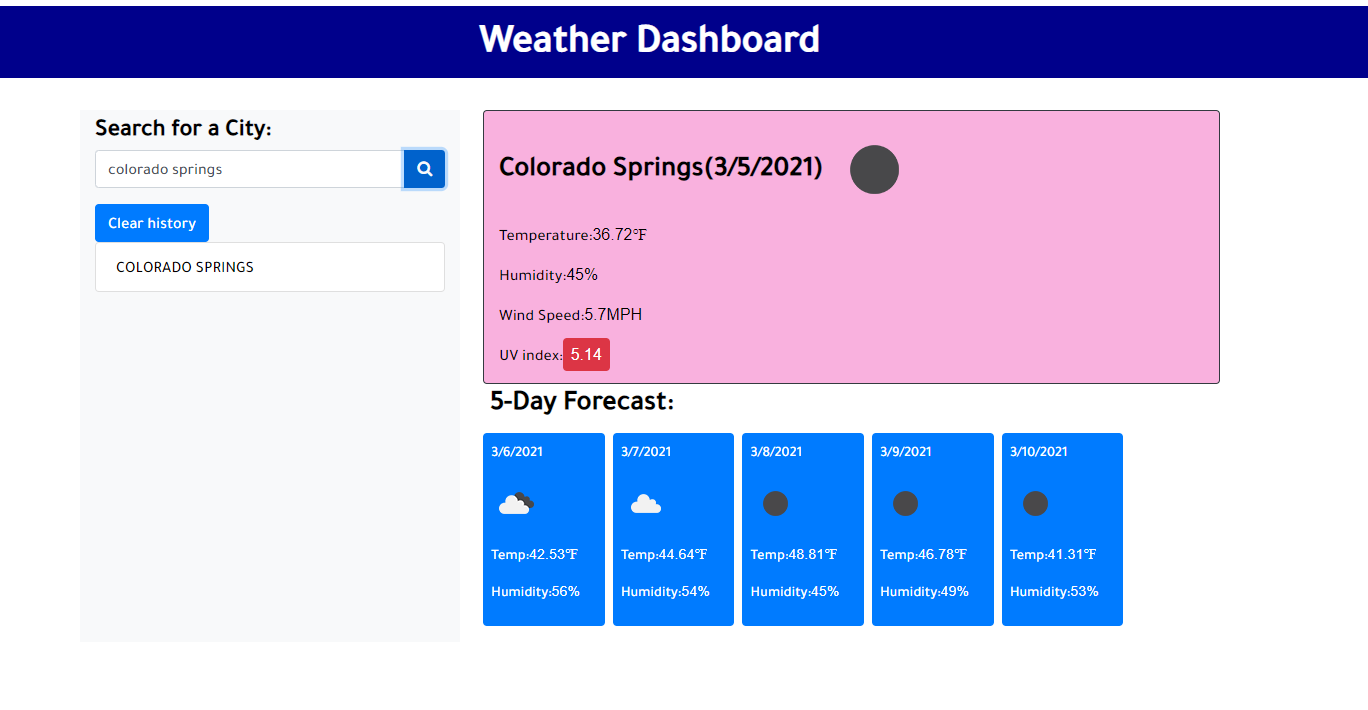 Weather Dashboard
Search for a City:
colorado springs
Clear history
COLORADO SPRINGS
Colorado Springs(3/5/2021)
Temperature:36.72℉
Humidity:45%
Wind Speed:5.7MPH
UV index:5.14
5-Day Forecast:
3/6/2021
Temp:42.53℉
Humidity:56%
3/7/2021
Temp:44.64℉
Humidity:54%
3/8/2021
Temp:48.81℉
Humidity:45%
3/9/2021
Temp:46.78℉
Humidity:49%
3/10/2021
Temp:41.31℉
Humidity:53%